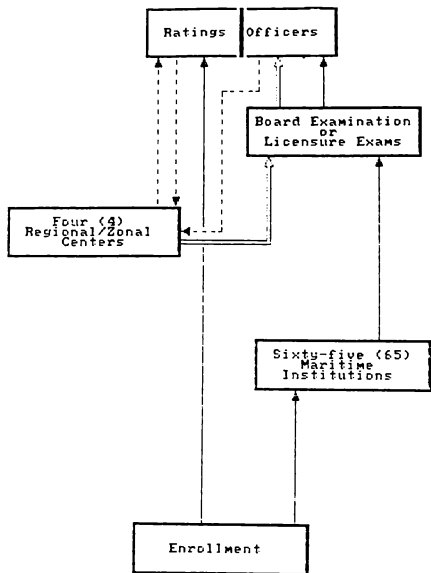 Ratings Officers
Board Examination
or
Licensure Exams
Four (4)
Regional/Zonal
Centers
Sixty-five (65)
Maritime
Institutions
Enrollment